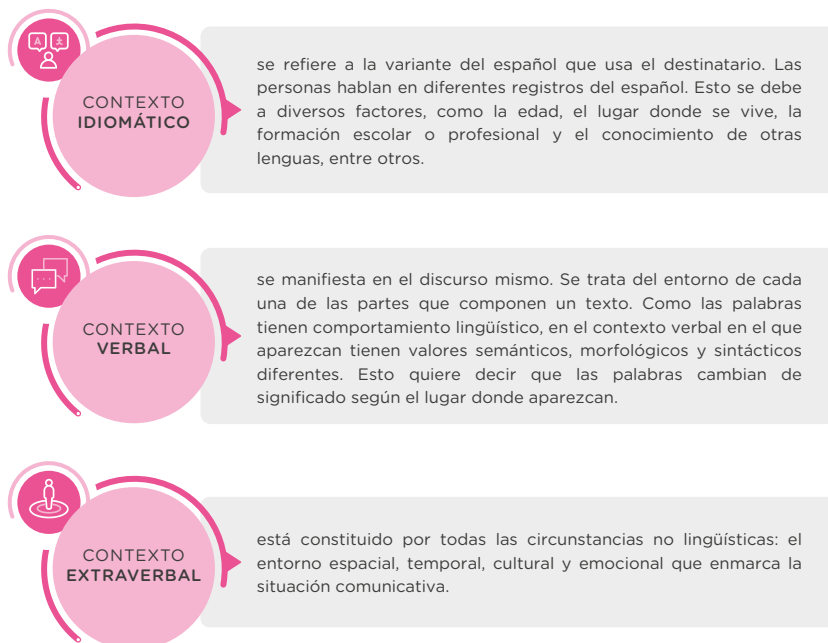 CONTEXTO
IDIOMÁTICO
se refiere a la variante del español que usa el destinatario. Las
personas hablan en diferentes registros del español. Esto se debe
a diversos factores, como la edad, el lugar donde se vive, la
formación escolar o profesional y el conocimiento de otras
lenguas, entre otros.
CONTEXTO
VERBAL
se manifiesta en el discurso mismo. Se trata del entorno de cada
una de las partes que componen un texto. Como las palabras
tienen comportamiento lingüístico, en el contexto verbal en el que
aparezcan tienen valores semánticos, morfológicos y sintácticos
diferentes. Esto quiere decir que las palabras cambian de
significado según el lugar donde aparezcan.
CONTEXTO
EXTRAVERBAL
está constituido por todas las circunstancias no lingüísticas: el
entorno espacial, temporal, cultural y emocional que enmarca la
situación comunicativa.